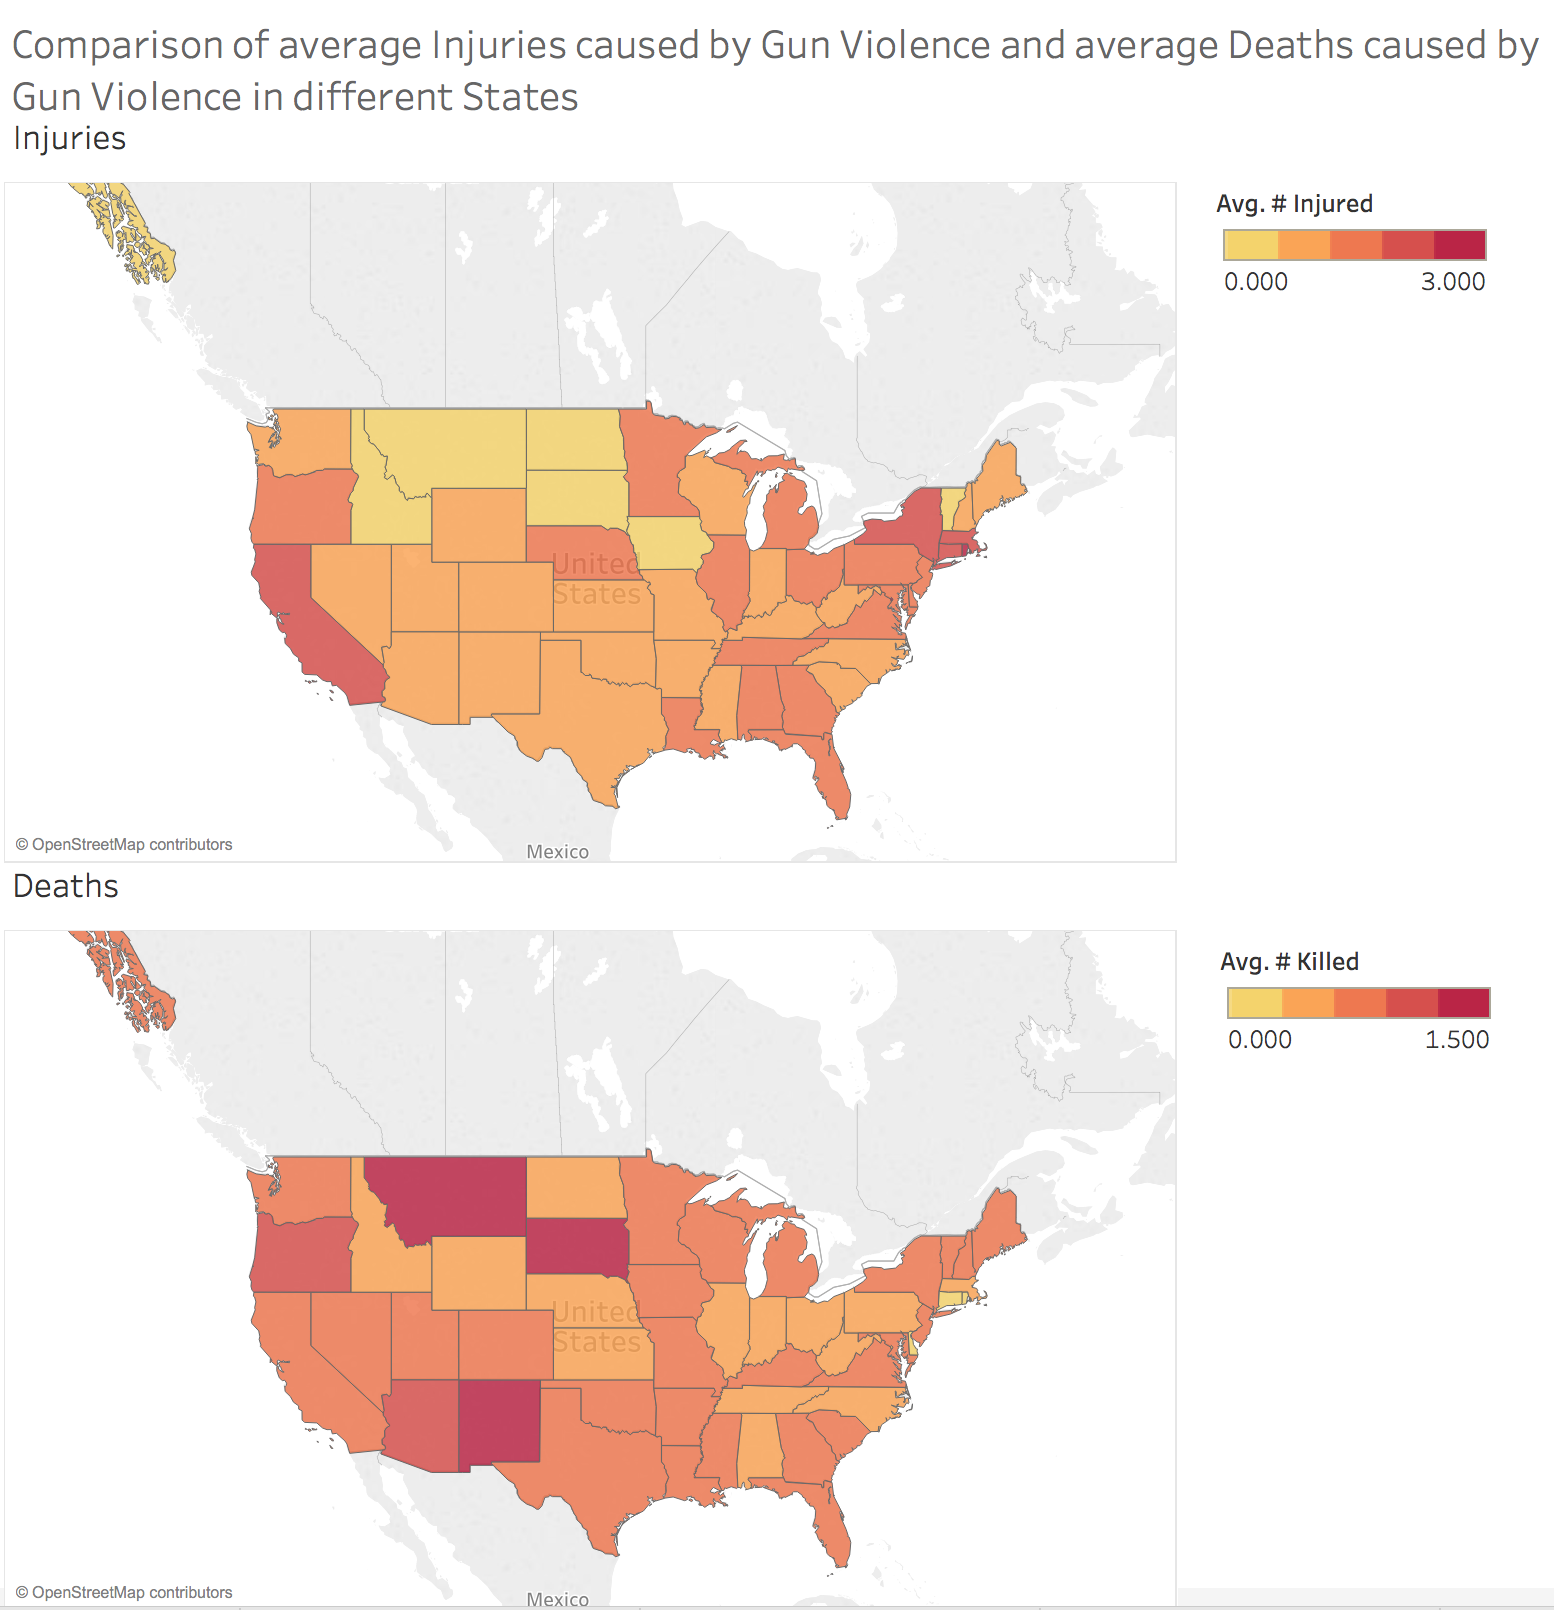 Comparison of average Injuries caused by Gun Violence and average Deaths caused by
Gun Violence in different States
Injuries
Avg. # Injured
0.000 3.000
United
States
© OpenStreetMap contributors
Mexico
Deaths
Avg. # Killed
0.000 1.500
United
States
© OpenStreetMap contributors
Mexico